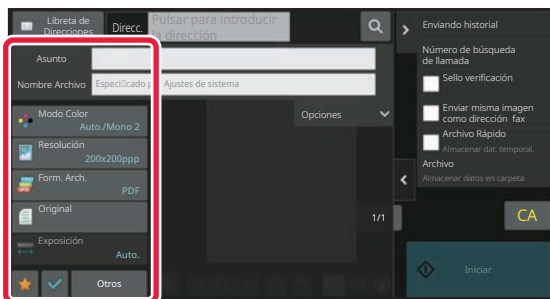 Libreta de
Direcciones
Direcc.
Pulsar para introducir
la dirección
Asunto
Nombre Archivo
Especificado por Ajustes de sistema
Modo Color
Auto./Mono 2
Resolución
200x200ppp
Form. Arch.
PDF
Original
Exposición
Auto.
Otros
Opciones
1/1
Enviando historial
Número de búsqueda
de llamada
Sello verificación
Enviar misma imagen
como dirección fax
Archivo Rápido
Almacenar dat. temporal.
Archivo
Almacenar datos en carpeta
CA
Iniciar